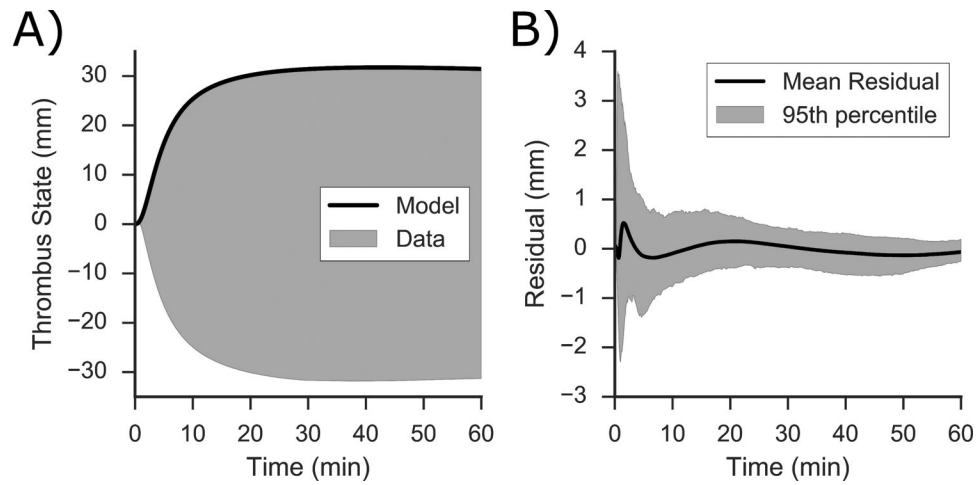 A)
Thrombus State (mm)
30
20
10
0
−10
−20
−30
Model
Data
0 10 20 30 40 50 60
Time (min)
B)
Residual (mm)
4
3
2
1
0
−1
−2
−3
Mean Residual
95th percentile
0 10 20 30 40 50 60
Time (min)